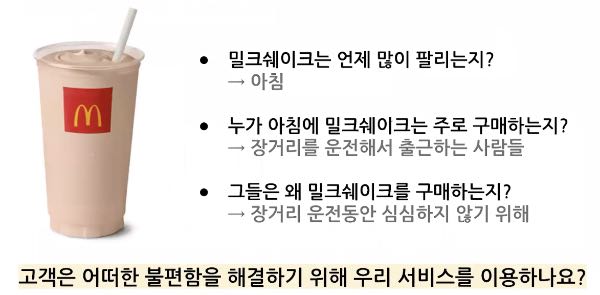 ● 밀크쉐이크는 언제 많이 팔리는지?
→ 아침
● 누가 아침에 밀크쉐이크는 주로 구매하는지?
→ 장거리를 운전해서 출근하는 사람들
● 그들은 왜 밀크쉐이크를 구매하는지?
→ 장거리 운전동안 심심하지 않기 위해
고객은 어떠한 불편함을 해결하기 위해 우리 서비스를 이용하나요?